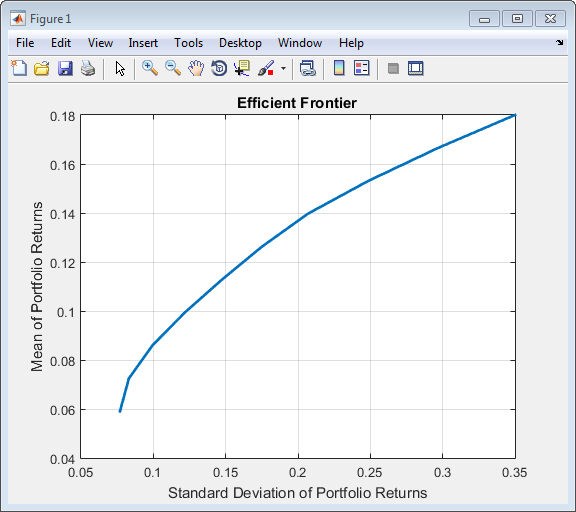 Figure 1
File Edit View Insert Tools Desktop Window Help
Efficient Frontier
0.18
0.16
0.14
0.12
0.1
0.08
0.06
0.04
Mean of Portfolio Returns
0.05 0.1 0.15 0.2 0.25 0.3 0.35
Standard Deviation of Portfolio Returns